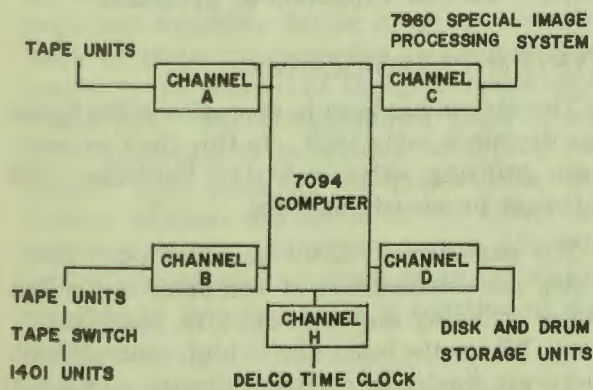 7960 SPECIAL IMAGE
PROCESSING SYSTEM
TAPE UNITS
CHANNEL
A
CHANNEL
C
7094
COMPUTER
CHANNEL
B
CHANNEL
D
TAPE UNITS
TAPE SWITCH
1401 UNITS
CHANNEL
H
DISK AND DRUM
STORAGE UNITS
DELCO TIME CLOCK